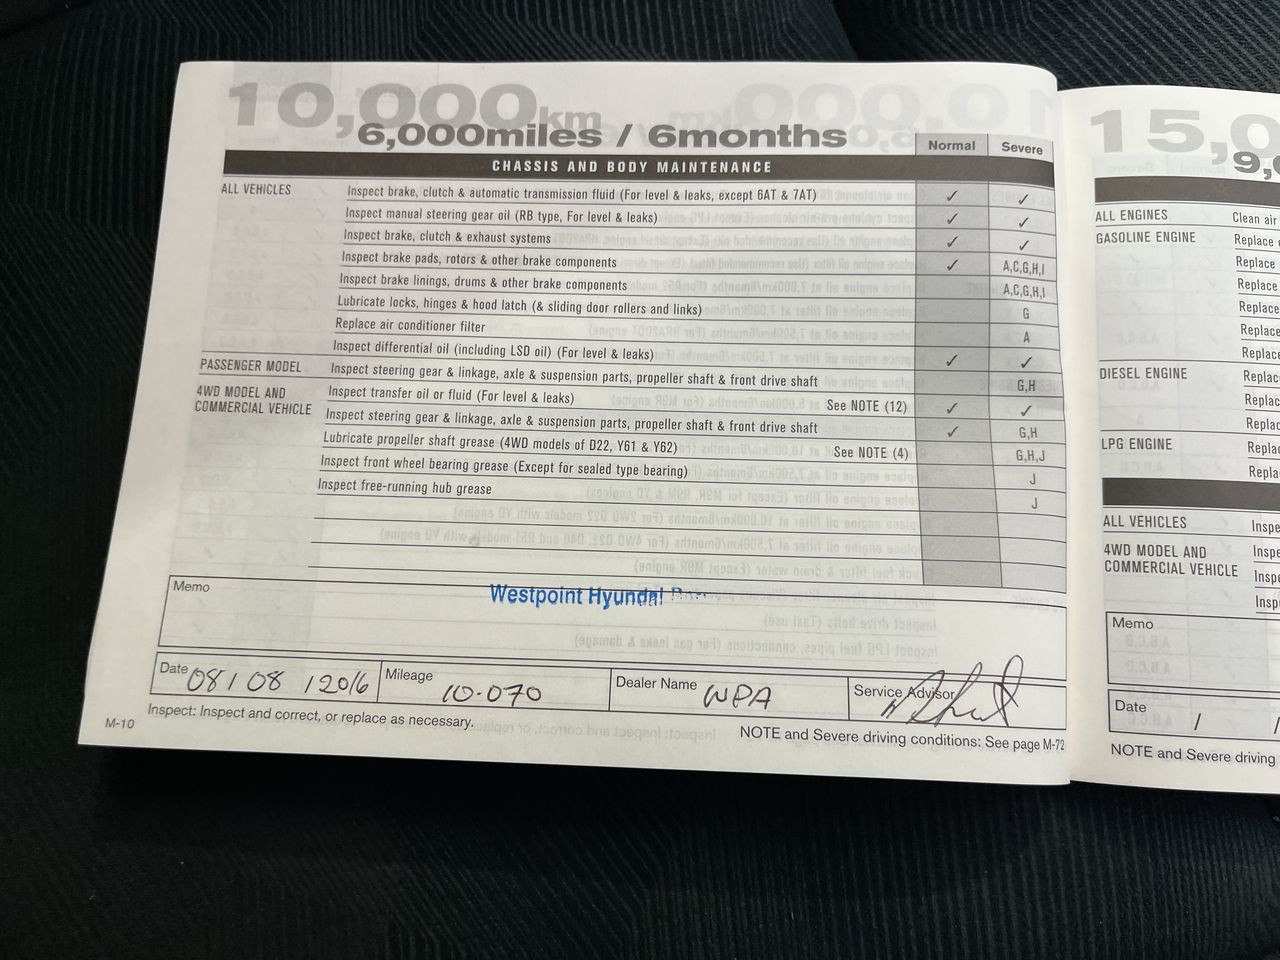 10,000km
6,000miles / 6months
Normal Severe
CHASSIS AND BODY MAINTENANCE
ALL VEHICLES Inspect brake, clutch & automatic transmission fluid (For level & leaks, except 6AT & 7AT) ✓ ✓
Inspect manual steering gear oil (RB type, For level & leaks) ✓ ✓
Inspect brake, clutch & exhaust systems ✓ ✓
Inspect brake pads, rotors & other brake components ✓ A,C,G,H,I
Inspect brake linings, drums & other brake components A,C,G,H,I
Lubricate locks, hinges & hood latch (& sliding door rollers and links) G
Replace air conditioner filter A
Inspect differential oil (including LSD oil) (For level & leaks) ✓ ✓
PASSENGER MODEL Inspect steering gear & linkage, axle & suspension parts, propeller shaft & front drive shaft G,H
4WD MODEL AND COMMERCIAL VEHICLE Inspect transfer oil or fluid (For level & leaks) See NOTE (12) ✓ ✓
Inspect steering gear & linkage, axle & suspension parts, propeller shaft & front drive shaft ✓ G,H
Lubricate propeller shaft grease (4WD models of D22, Y61 & Y62) See NOTE (4) G,H,J
Inspect front wheel bearing grease (Except for sealed type bearing) J
Inspect free-running hub grease J
Memo
Westpoint Hyundai
Date 08 / 08 / 2016 Mileage 10-070 Dealer Name WPA Service Advisor
M-10 Inspect: Inspect and correct, or replace as necessary.
NOTE and Severe driving conditions: See page M-72
15,0
9,0
ALL ENGINES Clean air
GASOLINE ENGINE Replace
Replace
Replace
Replace
Replace
Replace
DIESEL ENGINE Replac
Replac
Replac
LPG ENGINE Replac
Replac
ALL VEHICLES Inspe
4WD MODEL AND COMMERCIAL VEHICLE Inspe
Inspe
Insp
Memo
Date / /
NOTE and Severe driving